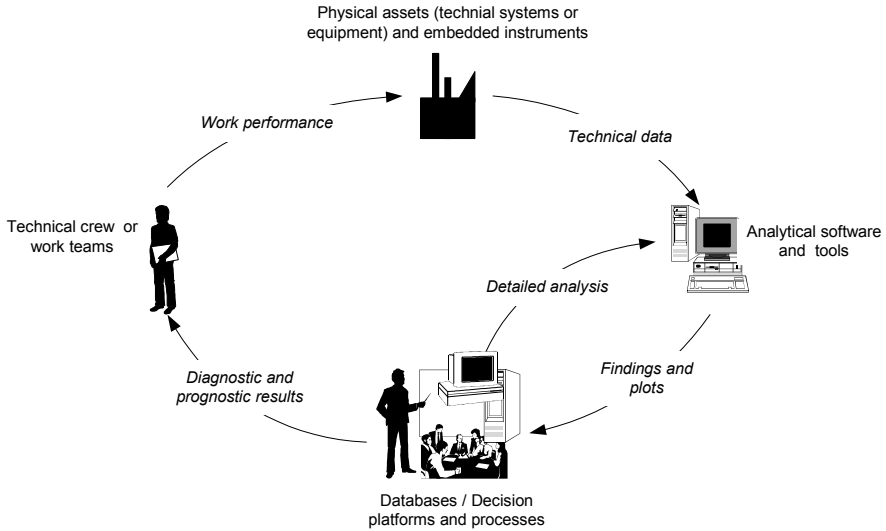 Physical assets (technial systems or
equipment) and embedded instruments
Work performance
Technical data
Technical crew or
work teams
Analytical software
and tools
Detailed analysis
Diagnostic and
prognostic results
Findings and
plots
Databases / Decision
platforms and processes